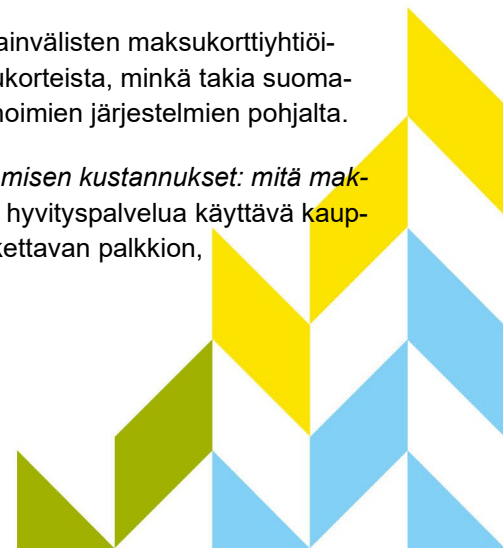 ainvälisten maksukorttiyhtiöi-
ukorteista, minkä takia suoma-
noimien järjestelmien pohjalta.
misen kustannukset: mitä mak-
hyvityspalvelua käyttävä kaup-
kettavan palkkion,